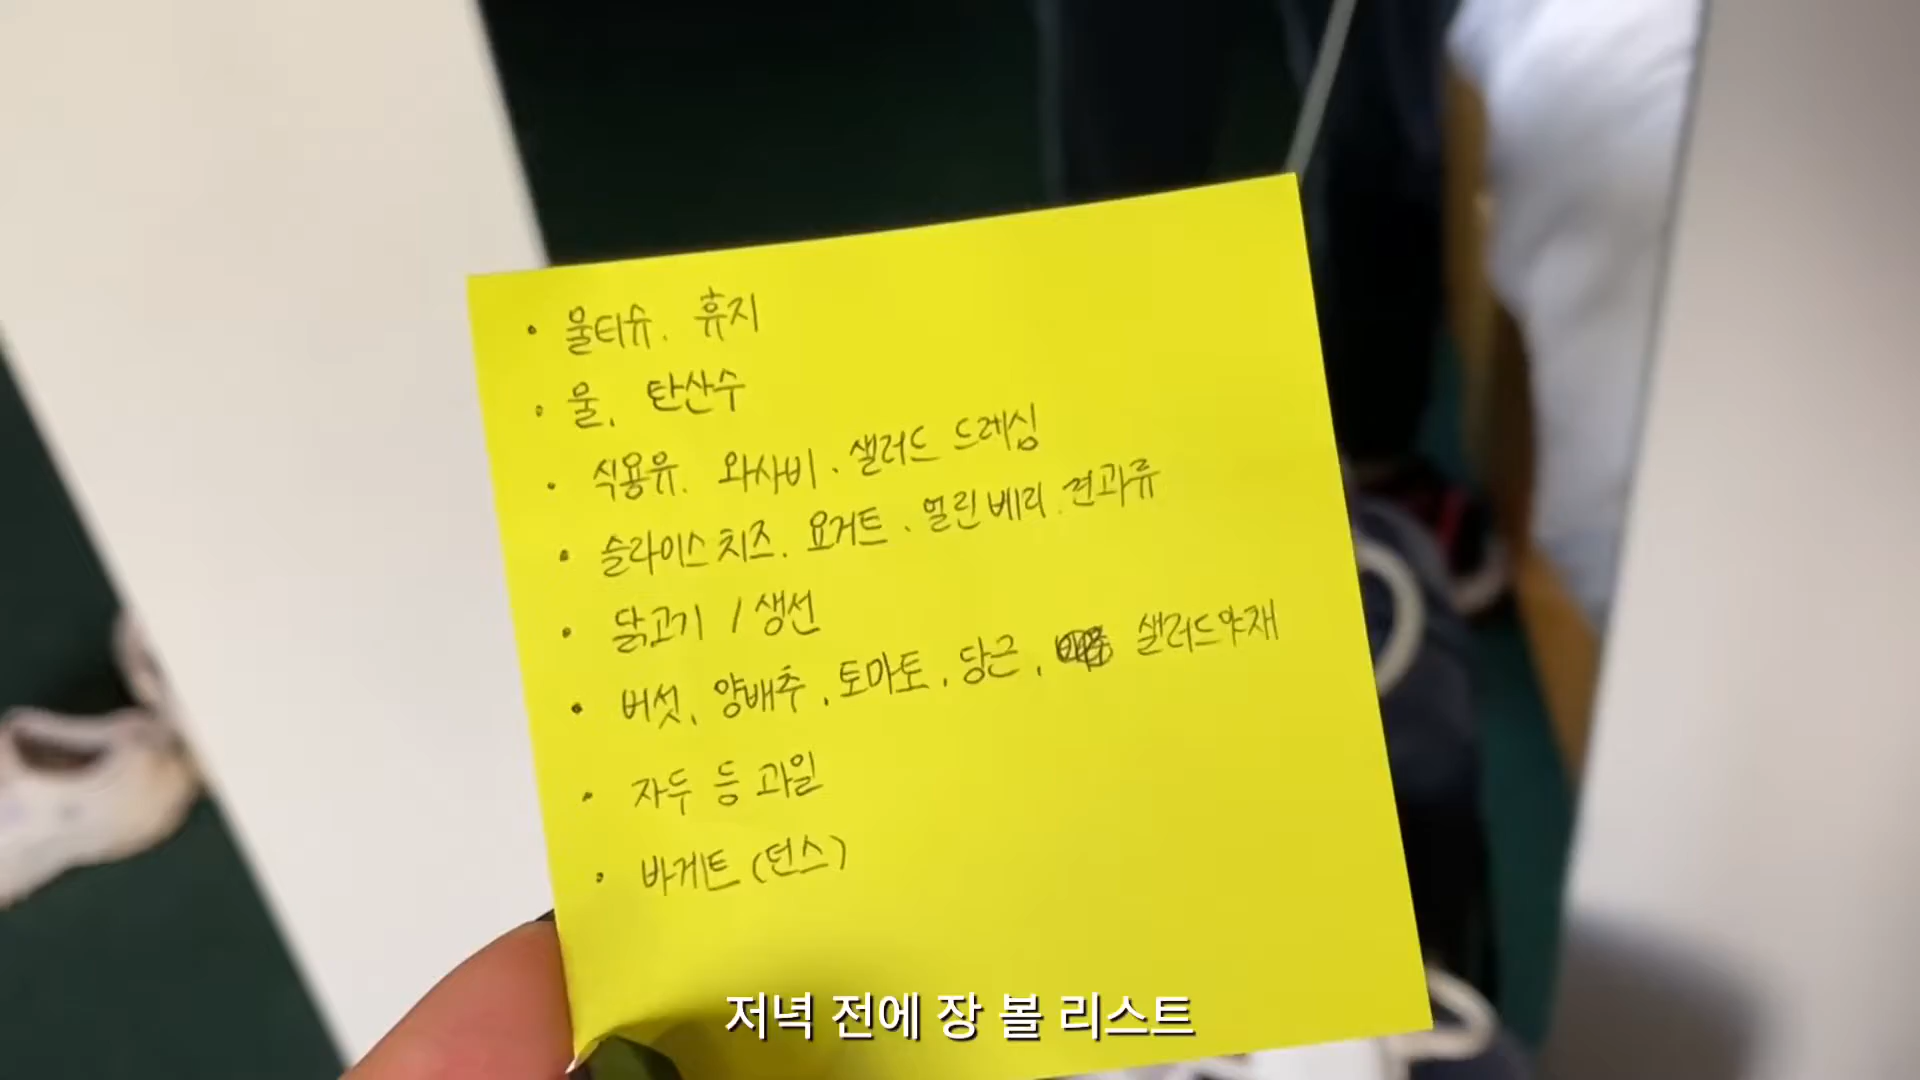 • 물티슈. 휴지
• 물, 탄산수
• 식용유. 와사비. 샐러드 드레싱
• 슬라이스 치즈. 요거트. 얼린 베리. 견과류
• 닭고기 / 생선
• 버섯, 양배추, 토마토, 당근, 샐러드야채
• 자두 등 과일
• 바게트 (던스)
저녁 전에 장 볼 리스트